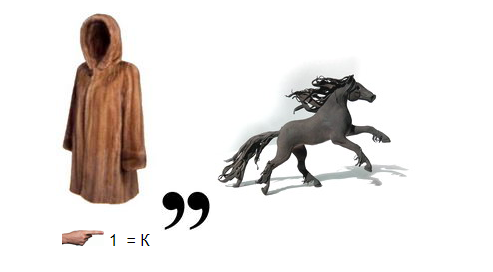 ,,
1 = К